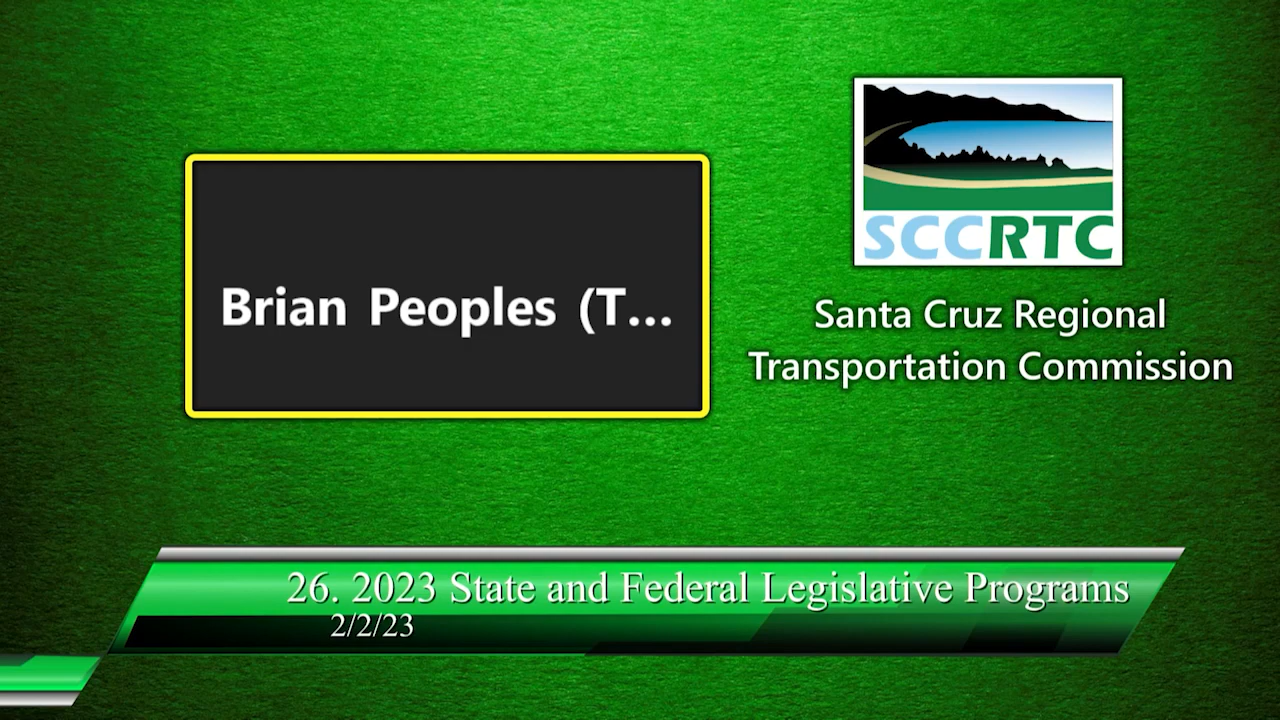 Brian Peoples (T...
SCCRTC
Santa Cruz Regional
Transportation Commission
26. 2023 State and Federal Legislative Programs
2/2/23